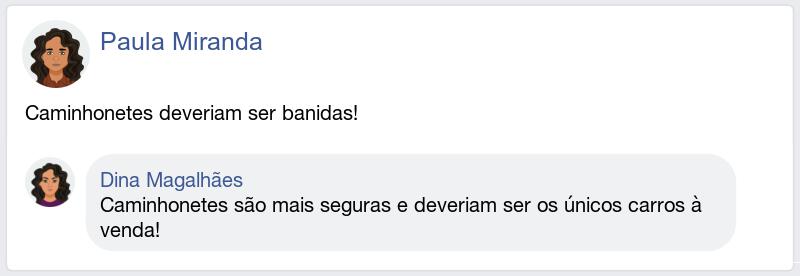 Paula Miranda
Caminhonetes deveriam ser banidas!
Dina Magalhães
Caminhonetes são mais seguras e deveriam ser os únicos carros à
venda!